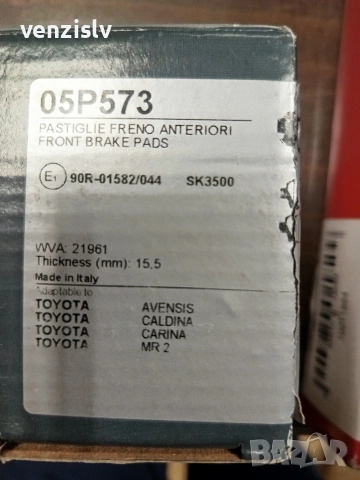 venzislv
05P573
PASTIGLIE FRENO ANTERIORI
FRONT BRAKE PADS
E1 90R-01582/044 SK3500
WVA: 21961
Thickness (mm): 15,5
Made in Italy
Adaptable to
TOYOTA AVENSIS
TOYOTA CALDINA
TOYOTA CARINA
TOYOTA MR 2
BAZAR